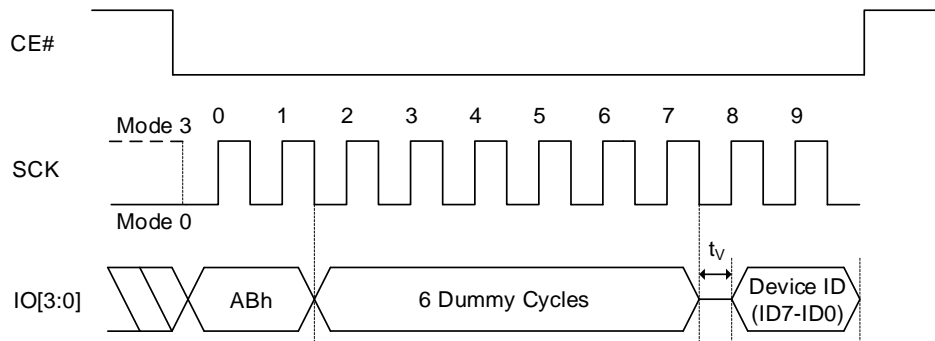 CE#
0 1 2 3 4 5 6 7 8 9
Mode 3
SCK
Mode 0
tV
IO[3:0]
ABh
6 Dummy Cycles
Device ID
(ID7-ID0)